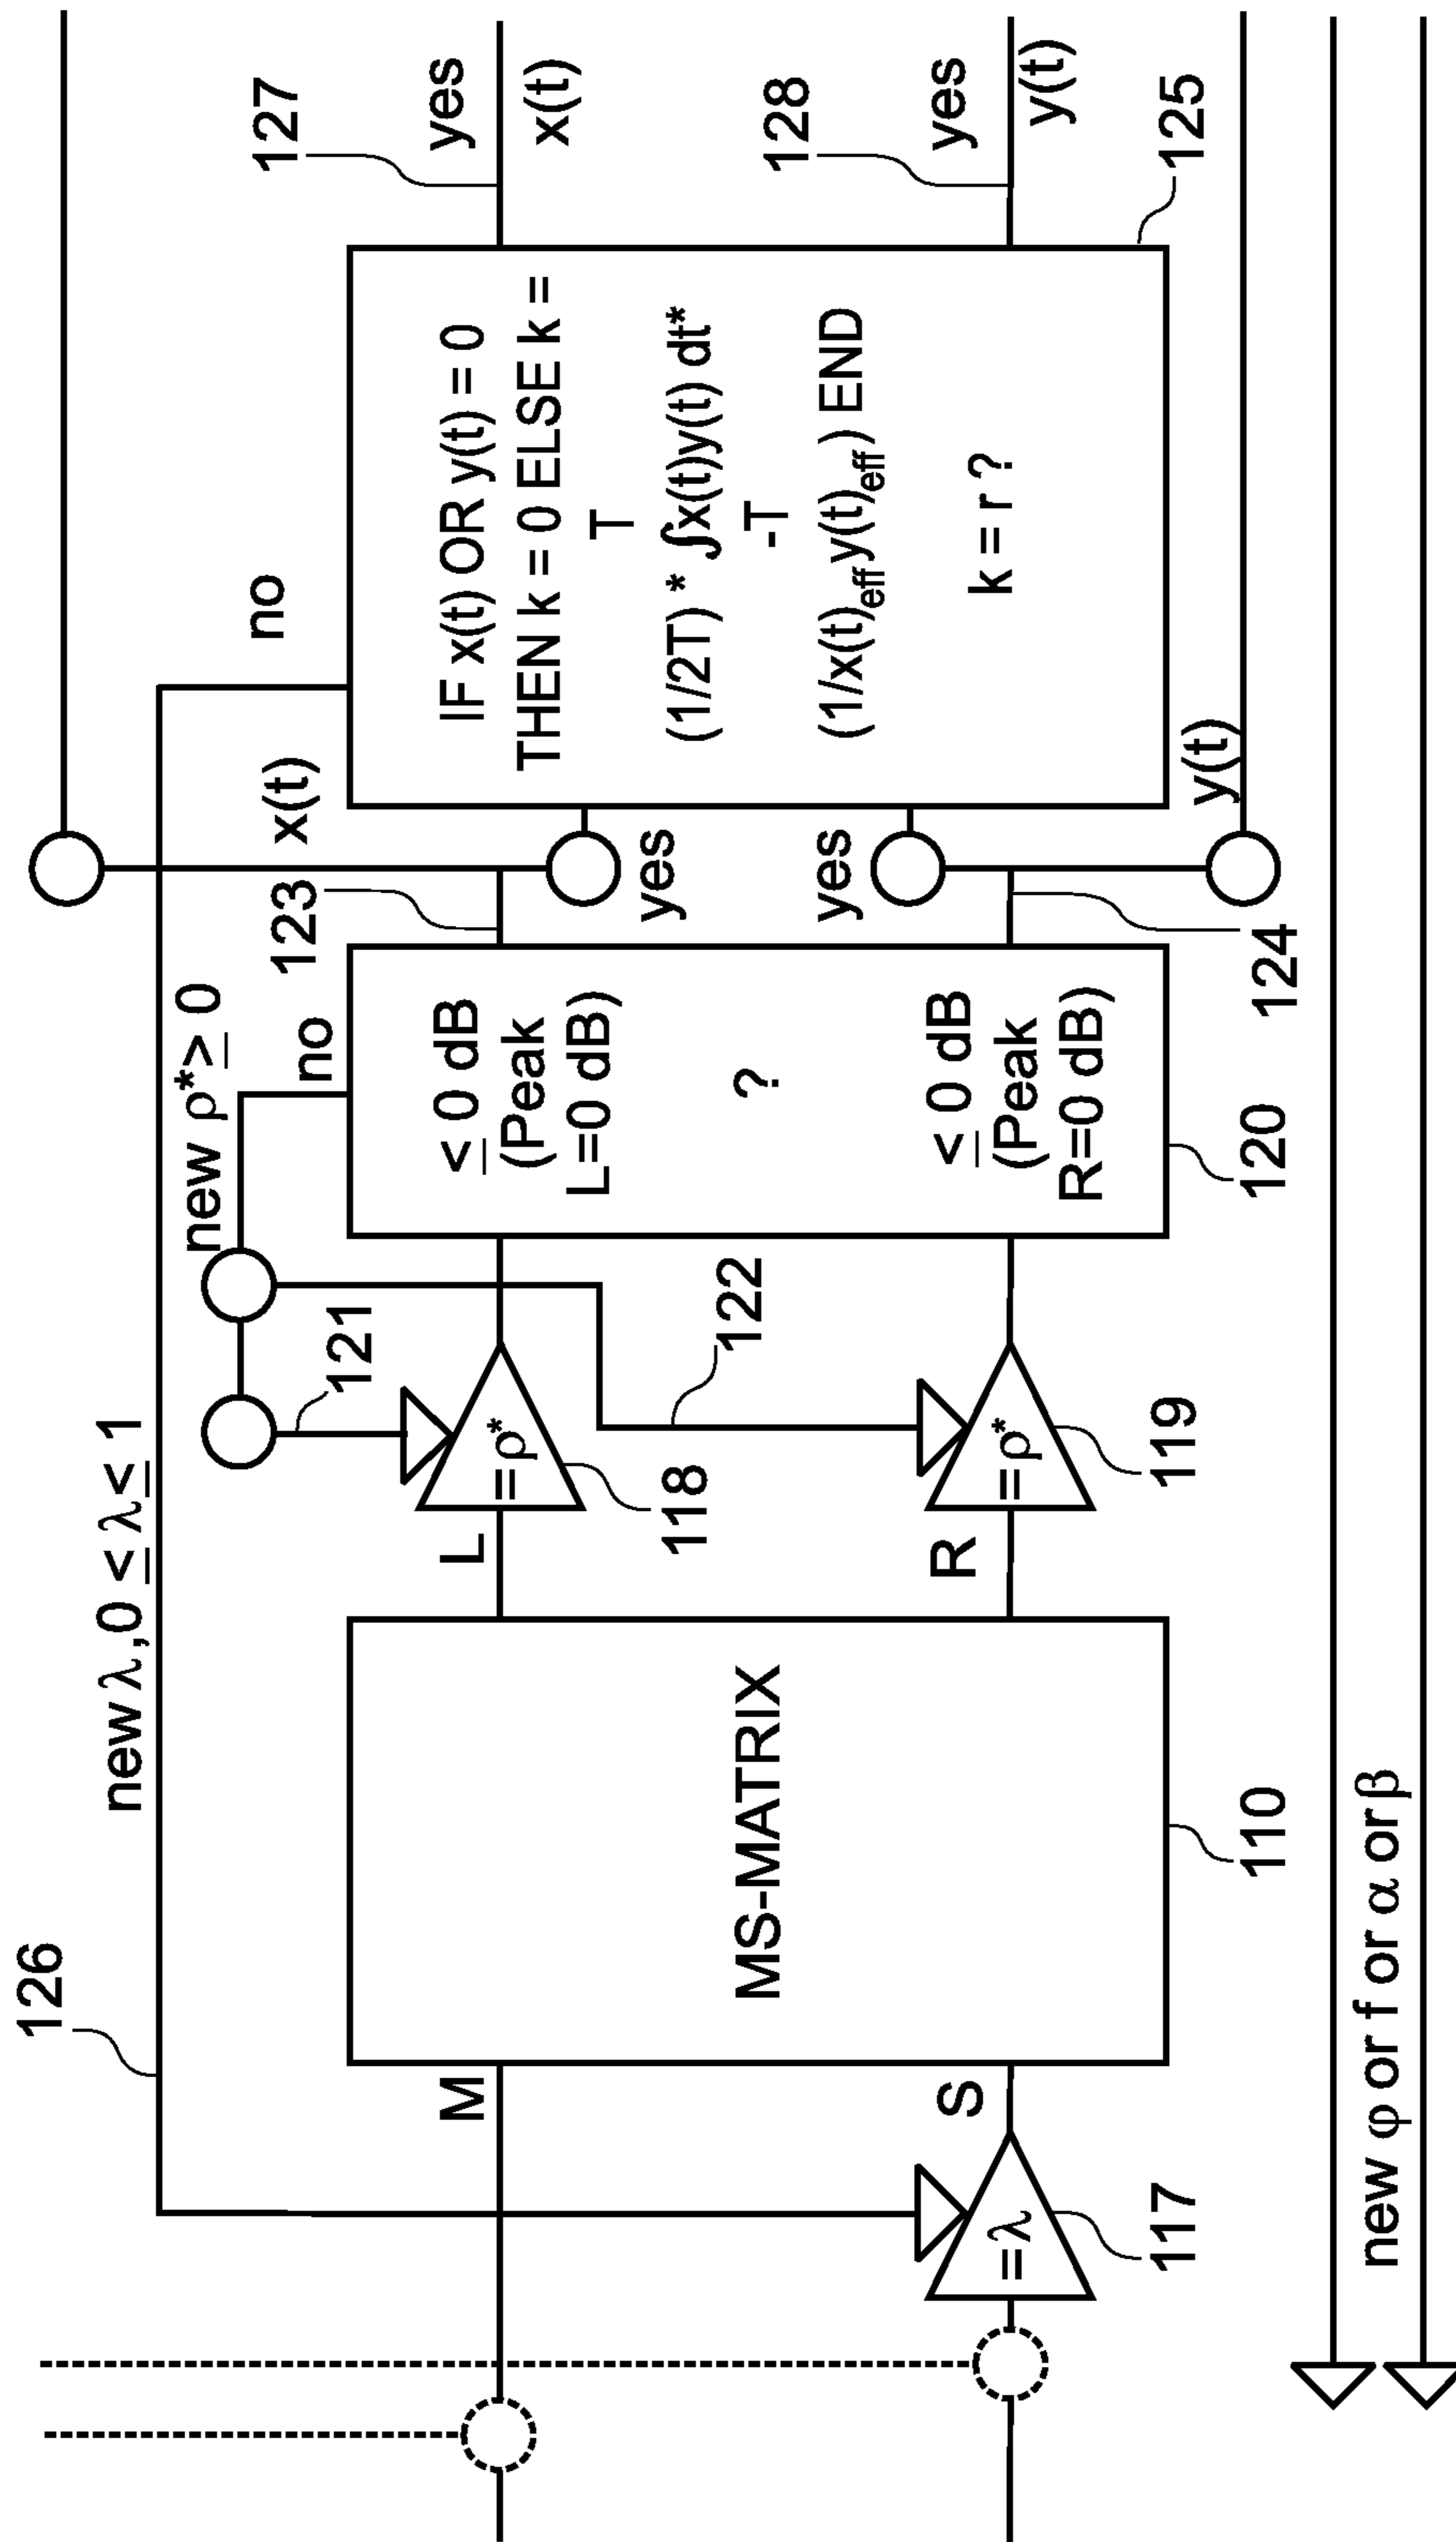 126
new λ,0 ≤ λ ≤ 1
new ρ*≥ 0
no
no
M
S
=λ
117
MS-MATRIX
110
L
R
=ρ*
118
=ρ*
119
121
122
≤ 0 dB
(Peak
L=0 dB)
?
≤ 0 dB
(Peak
R=0 dB)
120
123
x(t)
yes
yes
124
y(t)
IF x(t) OR y(t) = 0
THEN k = 0 ELSE k =
T
(1/2T) * ∫x(t)y(t) dt*
-T
(1/x(t)eff y(t)eff) END
k = r ?
125
127
yes
x(t)
128
yes
y(t)
new φ or f or α or β